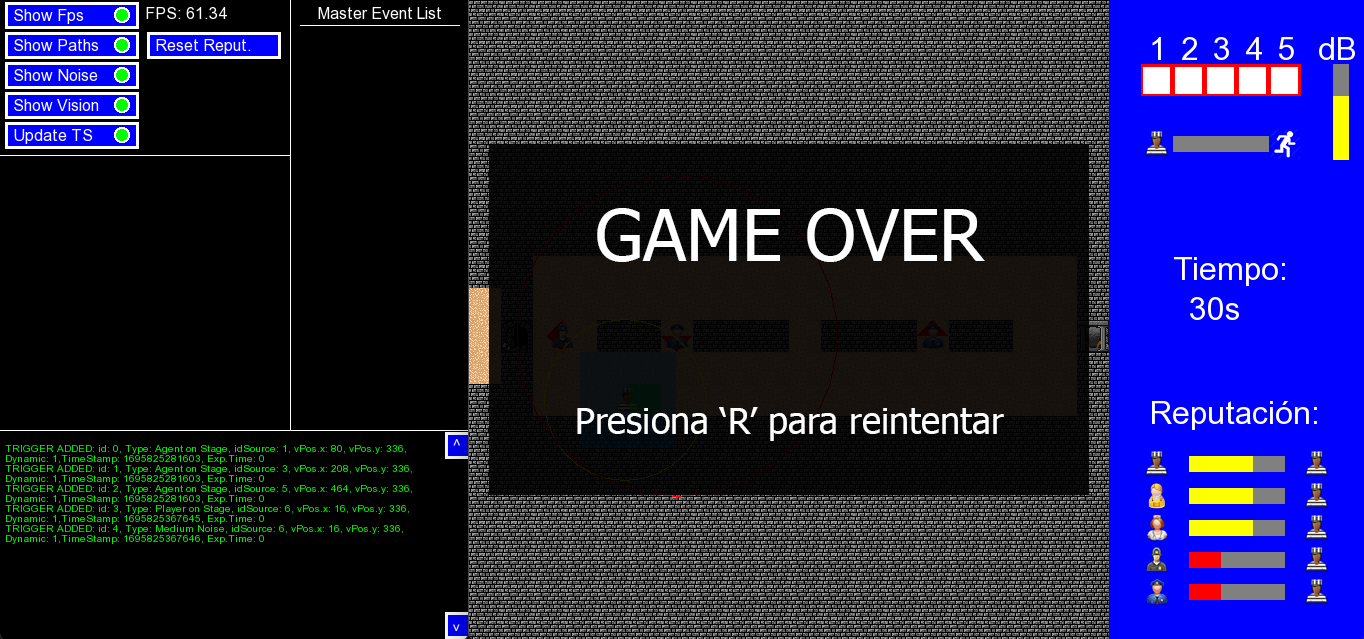 Show Fps
FPS: 61.34
Master Event List
Show Paths
Reset Reput.
Show Noise
Show Vision
Update TS
TRIGGER ADDED: id: 0, Type: Agent on Stage, idSource: 1, vPos.x: 80, vPos.y: 336,
Dynamic: 1,TimeStamp: 1695825281603, Exp.Time: 0
TRIGGER ADDED: id: 1, Type: Agent on Stage, idSource: 3, vPos.x: 208, vPos.y: 336,
Dynamic: 1,TimeStamp: 1695825281603, Exp.Time: 0
TRIGGER ADDED: id: 2, Type: Agent on Stage, idSource: 5, vPos.x: 464, vPos.y: 336,
Dynamic: 1,TimeStamp: 1695825281603, Exp.Time: 0
TRIGGER ADDED: id: 3, Type: Player on Stage, idSource: 6, vPos.x: 16, vPos.y: 336,
Dynamic: 1,TimeStamp: 1695825367645, Exp.Time: 0
TRIGGER ADDED: id: 4, Type: Medium Noise, idSource: 6, vPos.x: 16, vPos.y: 336,
Dynamic: 1,TimeStamp: 1695825367646, Exp.Time: 0
GAME OVER
Presiona ‘R’ para reintentar
1 2 3 4 5 dB
Tiempo:
30s
Reputación: